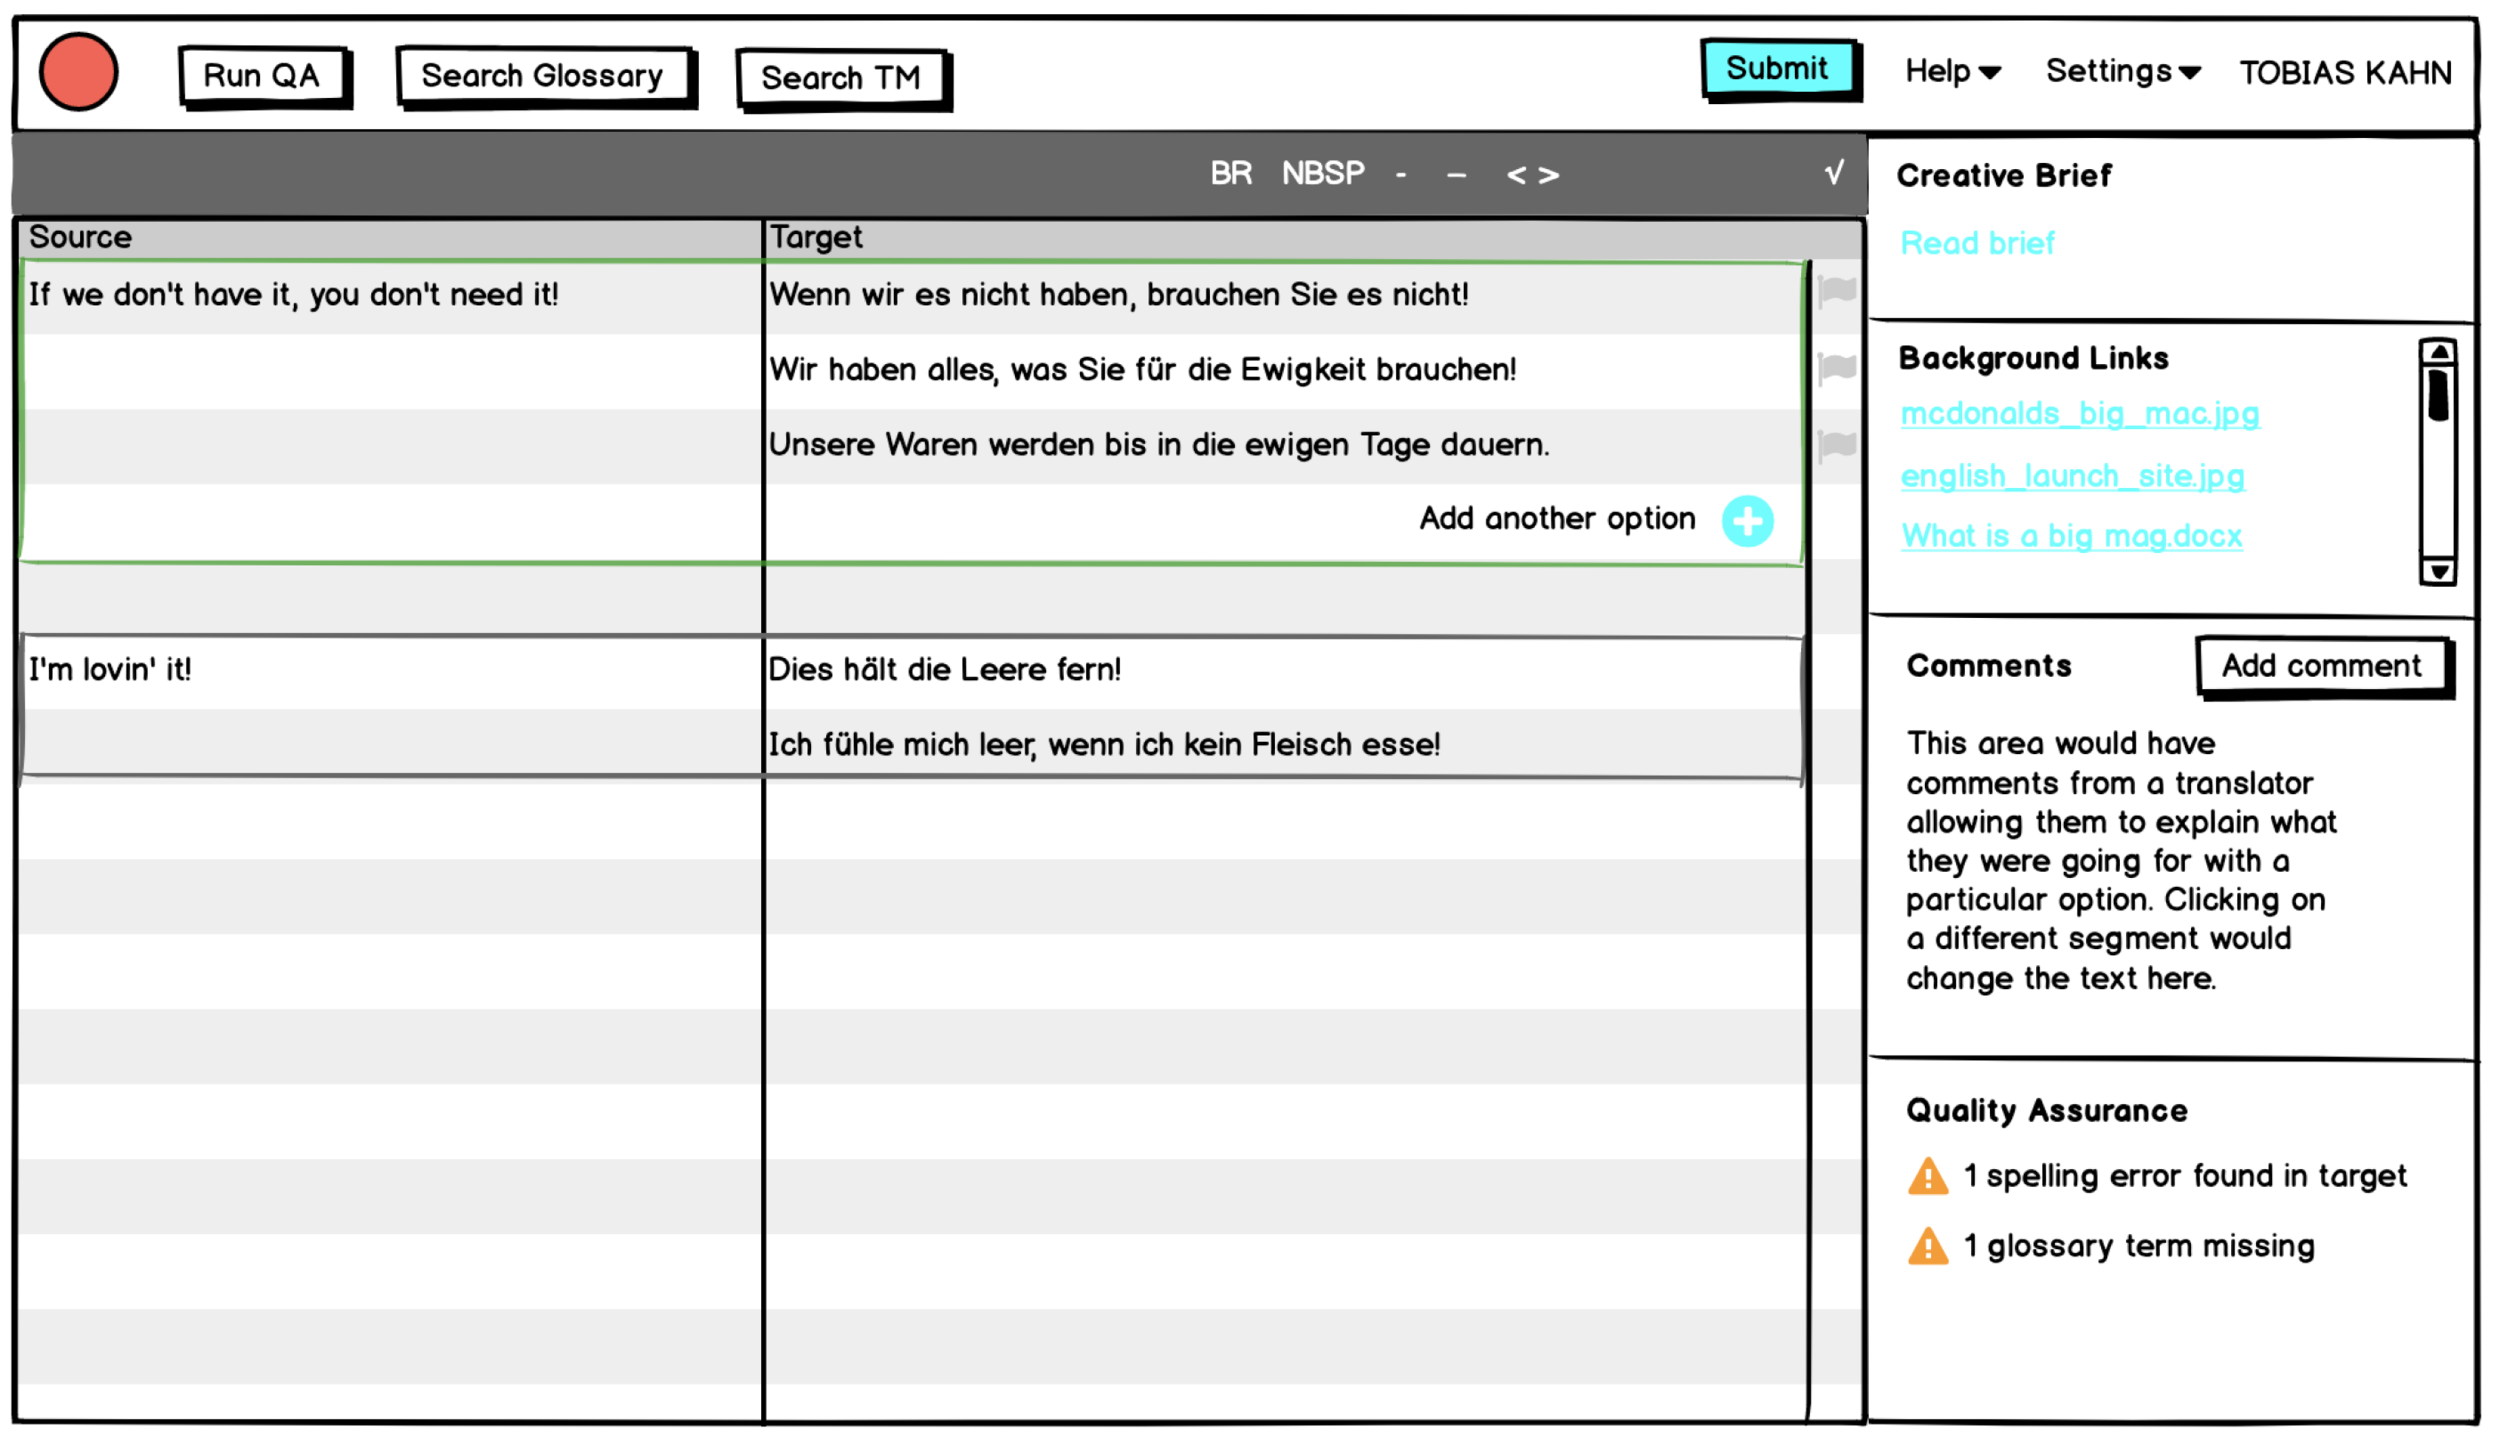 Run QA
Search Glossary
Search TM
Submit
Help
Settings
TOBIAS KAHN
BR NBSP - – < > √
Source
Target
If we don't have it, you don't need it!
Wenn wir es nicht haben, brauchen Sie es nicht!
Wir haben alles, was Sie für die Ewigkeit brauchen!
Unsere Waren werden bis in die ewigen Tage dauern.
Add another option
I'm lovin' it!
Dies hält die Leere fern!
Ich fühle mich leer, wenn ich kein Fleisch esse!
Creative Brief
Read brief
Background Links
mcdonalds_big_mac.jpg
english_launch_site.jpg
What is a big mag.docx
Comments
Add comment
This area would have
comments from a translator
allowing them to explain what
they were going for with a
particular option. Clicking on
a different segment would
change the text here.
Quality Assurance
1 spelling error found in target
1 glossary term missing